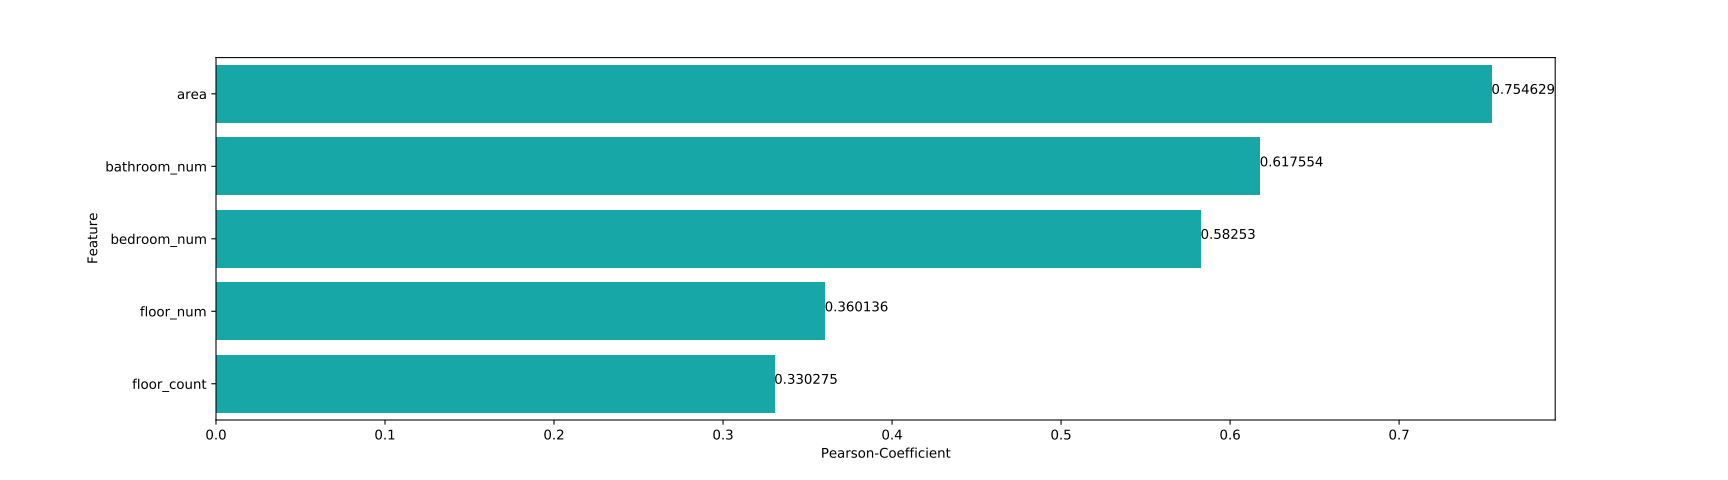 area
0.754629
bathroom_num
0.617554
bedroom_num
0.58253
floor_num
0.360136
floor_count
0.330275
Feature
0.0 0.1 0.2 0.3 0.4 0.5 0.6 0.7
Pearson-Coefficient